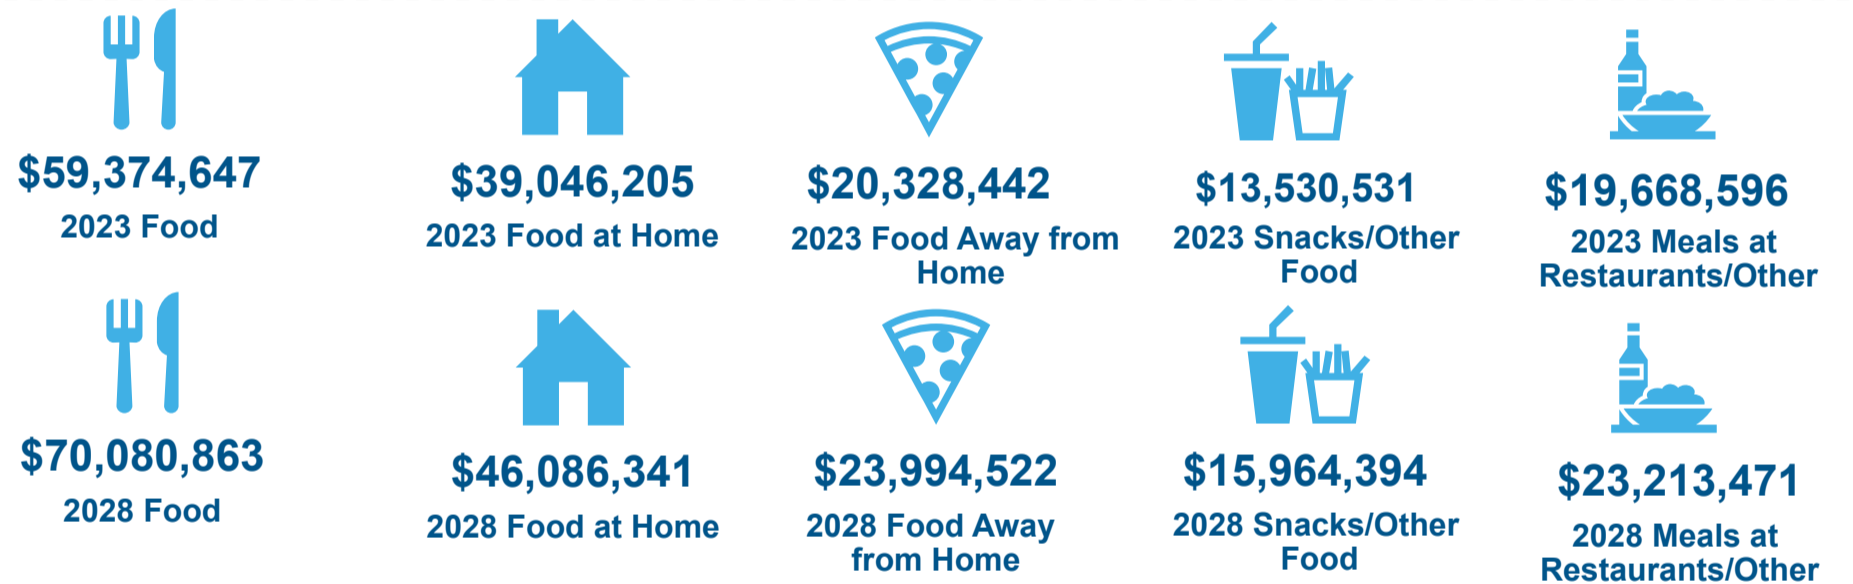 $59,374,647
2023 Food
$39,046,205
2023 Food at Home
$20,328,442
2023 Food Away from
Home
$13,530,531
2023 Snacks/Other
Food
$19,668,596
2023 Meals at
Restaurants/Other
$70,080,863
2028 Food
$46,086,341
2028 Food at Home
$23,994,522
2028 Food Away
from Home
$15,964,394
2028 Snacks/Other
Food
$23,213,471
2028 Meals at
Restaurants/Other